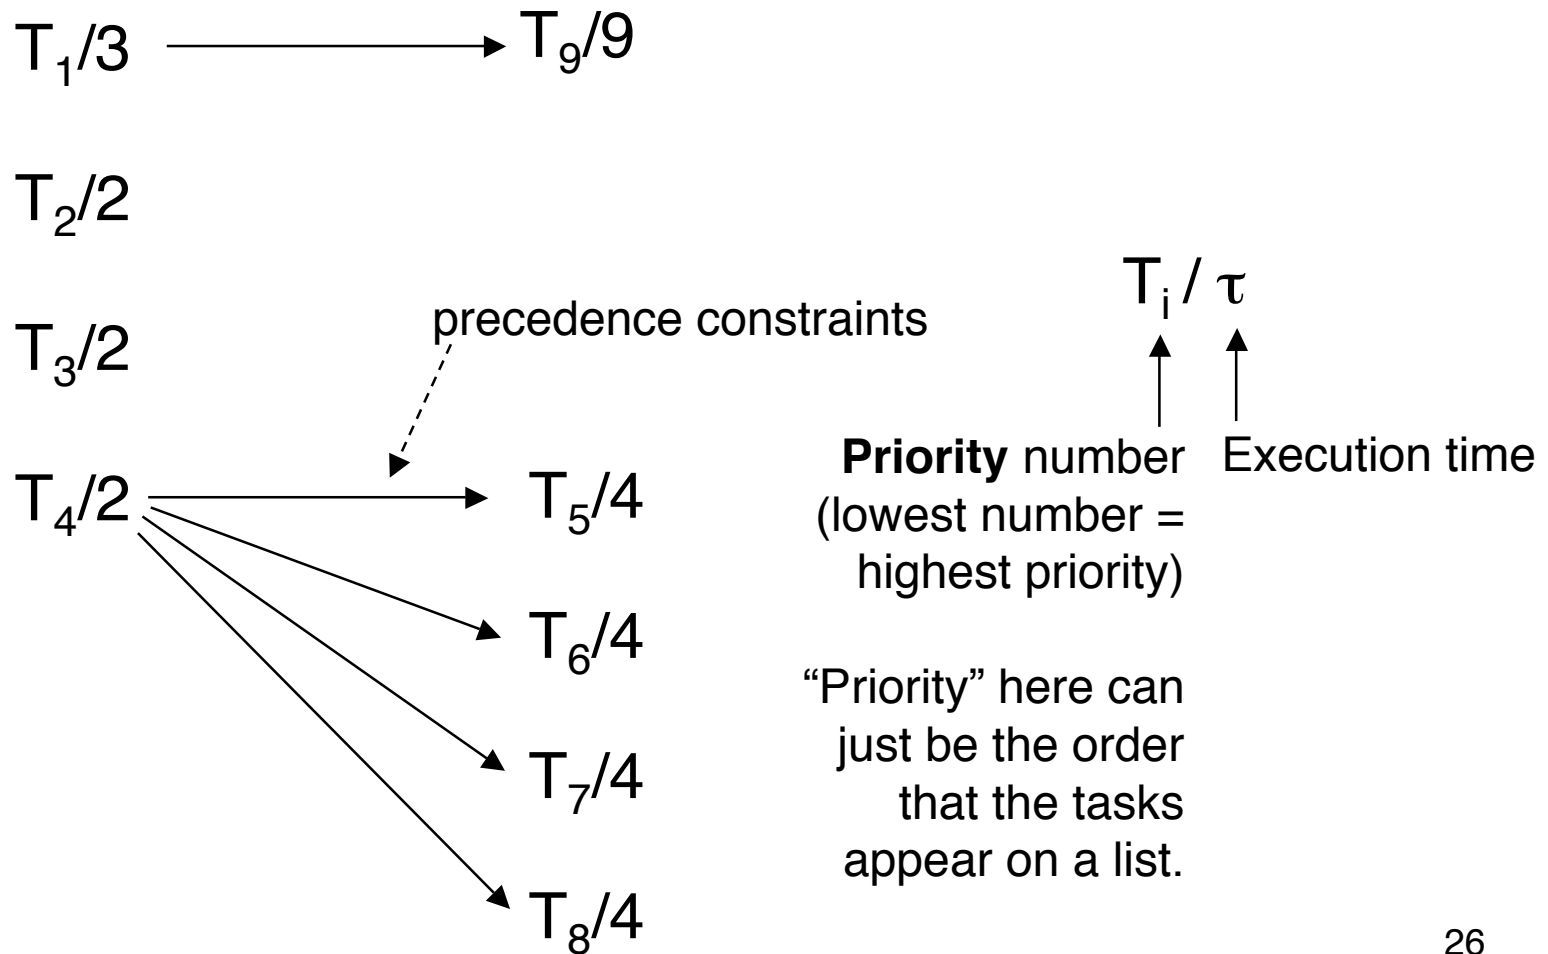 T₁/3
T₉/9
T₂/2
T₃/2
T₄/2
precedence constraints
T₅/4
T₆/4
T₇/4
T₈/4
Tᵢ / τ
Priority number
(lowest number =
highest priority)
Execution time
“Priority” here can
just be the order
that the tasks
appear on a list.
26